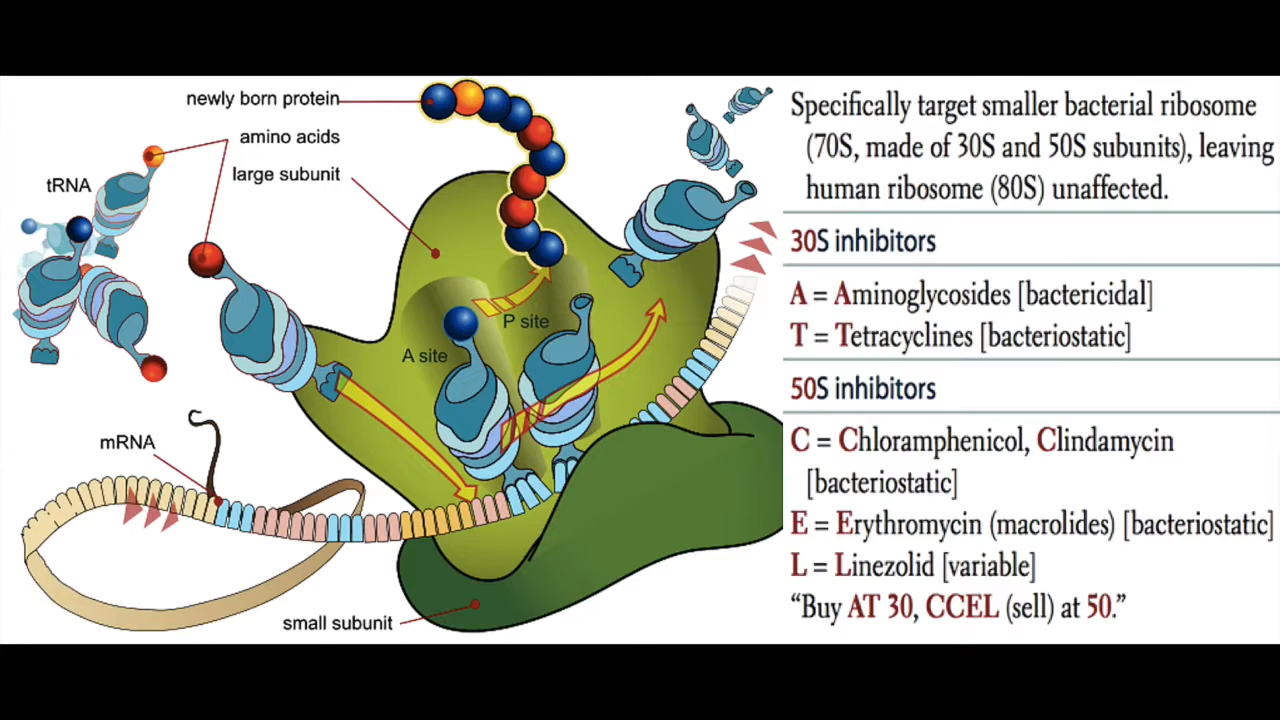 newly born protein
amino acids
large subunit
tRNA
P site
A site
mRNA
small subunit
Specifically target smaller bacterial ribosome
(70S, made of 30S and 50S subunits), leaving
human ribosome (80S) unaffected.
30S inhibitors
A = Aminoglycosides [bactericidal]
T = Tetracyclines [bacteriostatic]
50S inhibitors
C = Chloramphenicol, Clindamycin
[bacteriostatic]
E = Erythromycin (macrolides) [bacteriostatic]
L = Linezolid [variable]
“Buy AT 30, CCEL (sell) at 50.”